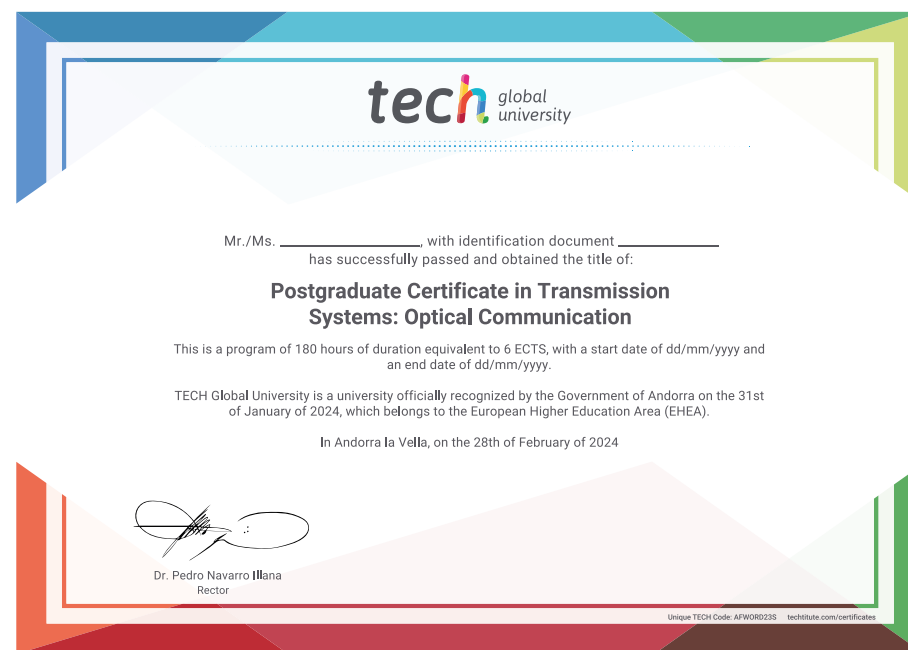 tech global
university
Mr./Ms. ____________________, with identification document ______________
has successfully passed and obtained the title of:
Postgraduate Certificate in Transmission
Systems: Optical Communication
This is a program of 180 hours of duration equivalent to 6 ECTS, with a start date of dd/mm/yyyy and
an end date of dd/mm/yyyy.
TECH Global University is a university officially recognized by the Government of Andorra on the 31st
of January of 2024, which belongs to the European Higher Education Area (EHEA).
In Andorra la Vella, on the 28th of February of 2024
Dr. Pedro Navarro Illana
Rector
Unique TECH Code: AFWORD23S techtitute.com/certificates